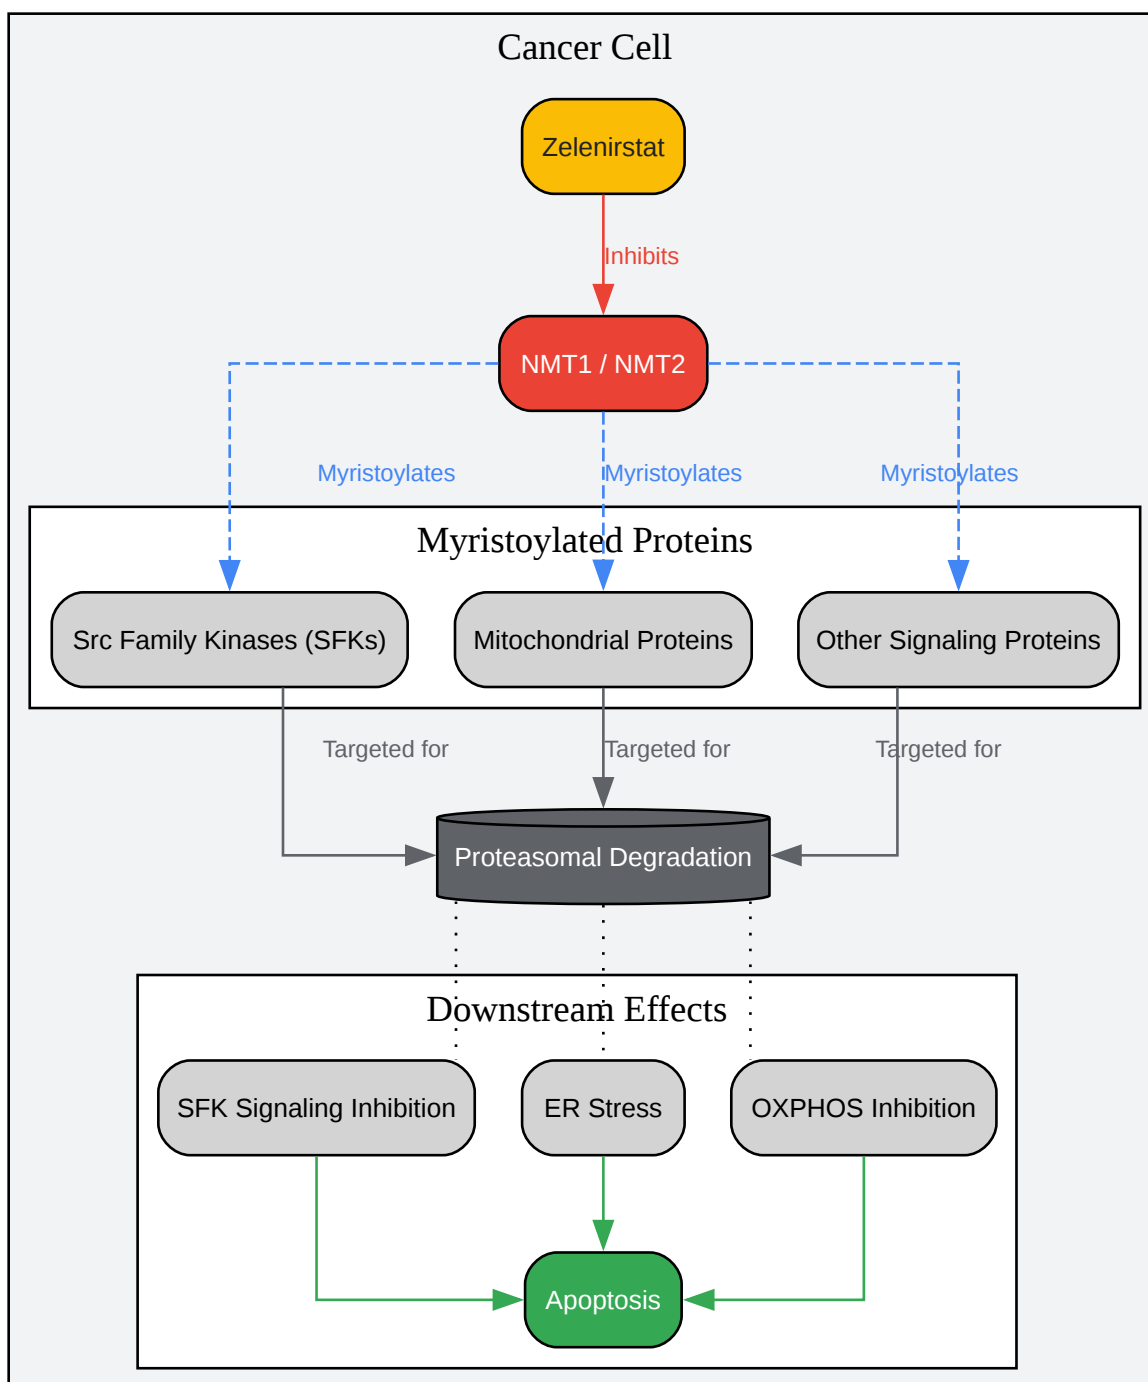 Cancer Cell
Zelenirstat
Inhibits
NMT1 / NMT2
Myristoylates
Myristoylates
Myristoylates
Myristoylated Proteins
Src Family Kinases (SFKs)
Mitochondrial Proteins
Other Signaling Proteins
Targeted for
Targeted for
Targeted for
Proteasomal Degradation
Downstream Effects
SFK Signaling Inhibition
ER Stress
OXPHOS Inhibition
Apoptosis